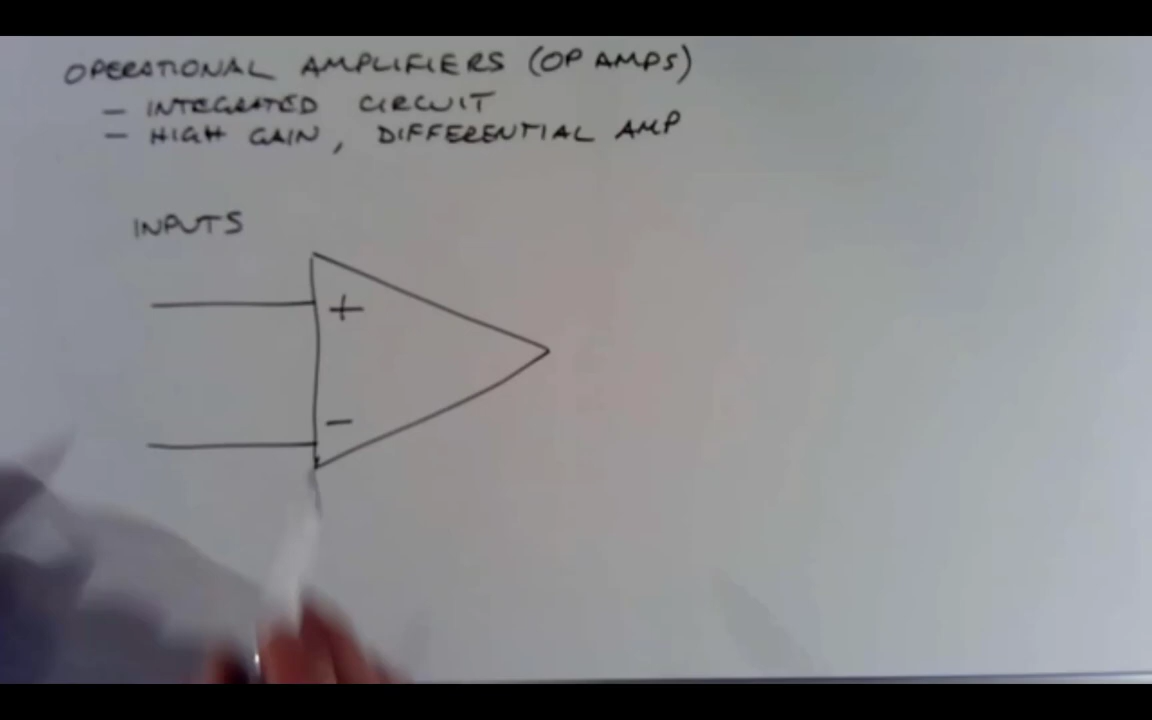 OPERATIONAL AMPLIFIERS (OP AMPS)
- INTEGRATED CIRCUIT
- HIGH GAIN, DIFFERENTIAL AMP
INPUTS
+
-